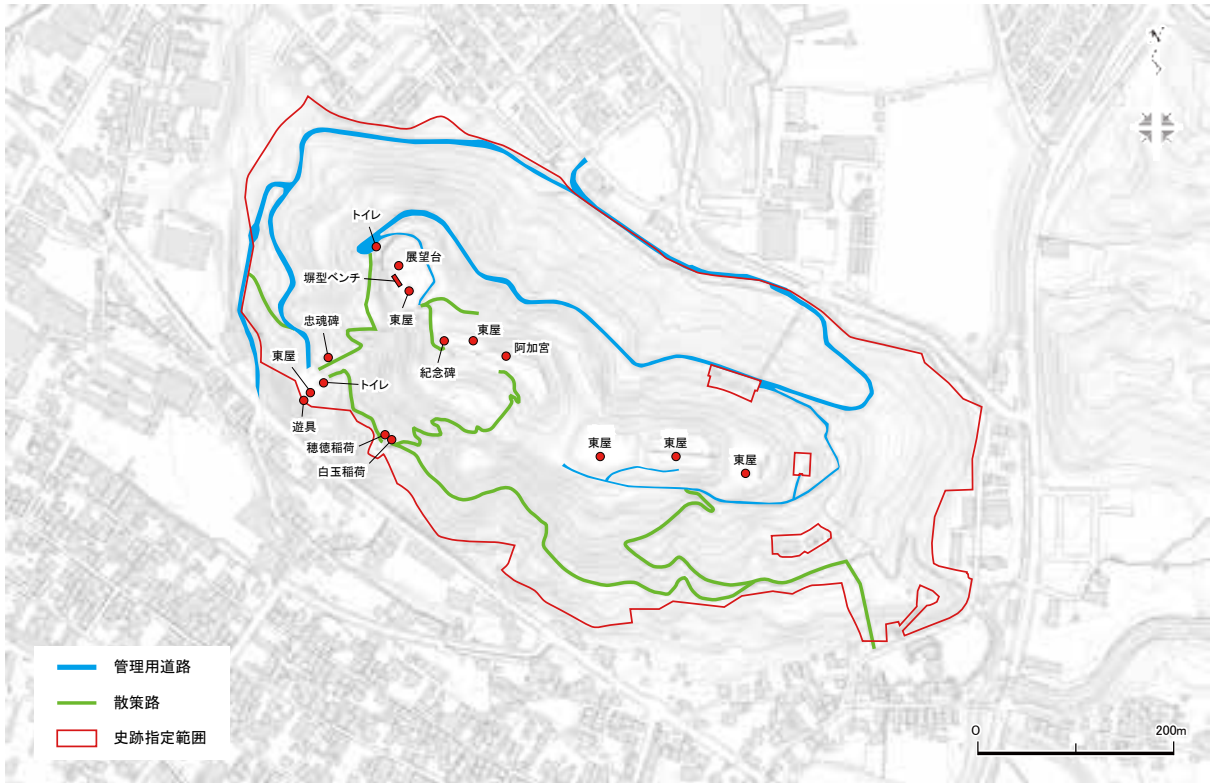 トイレ
展望台
塀型ベンチ
東屋
忠魂碑
東屋
阿加宮
紀念碑
東屋
トイレ
遊具
穂徳稲荷
白玉稲荷
東屋
東屋
東屋
管理用道路
散策路
史跡指定範囲
0 200m